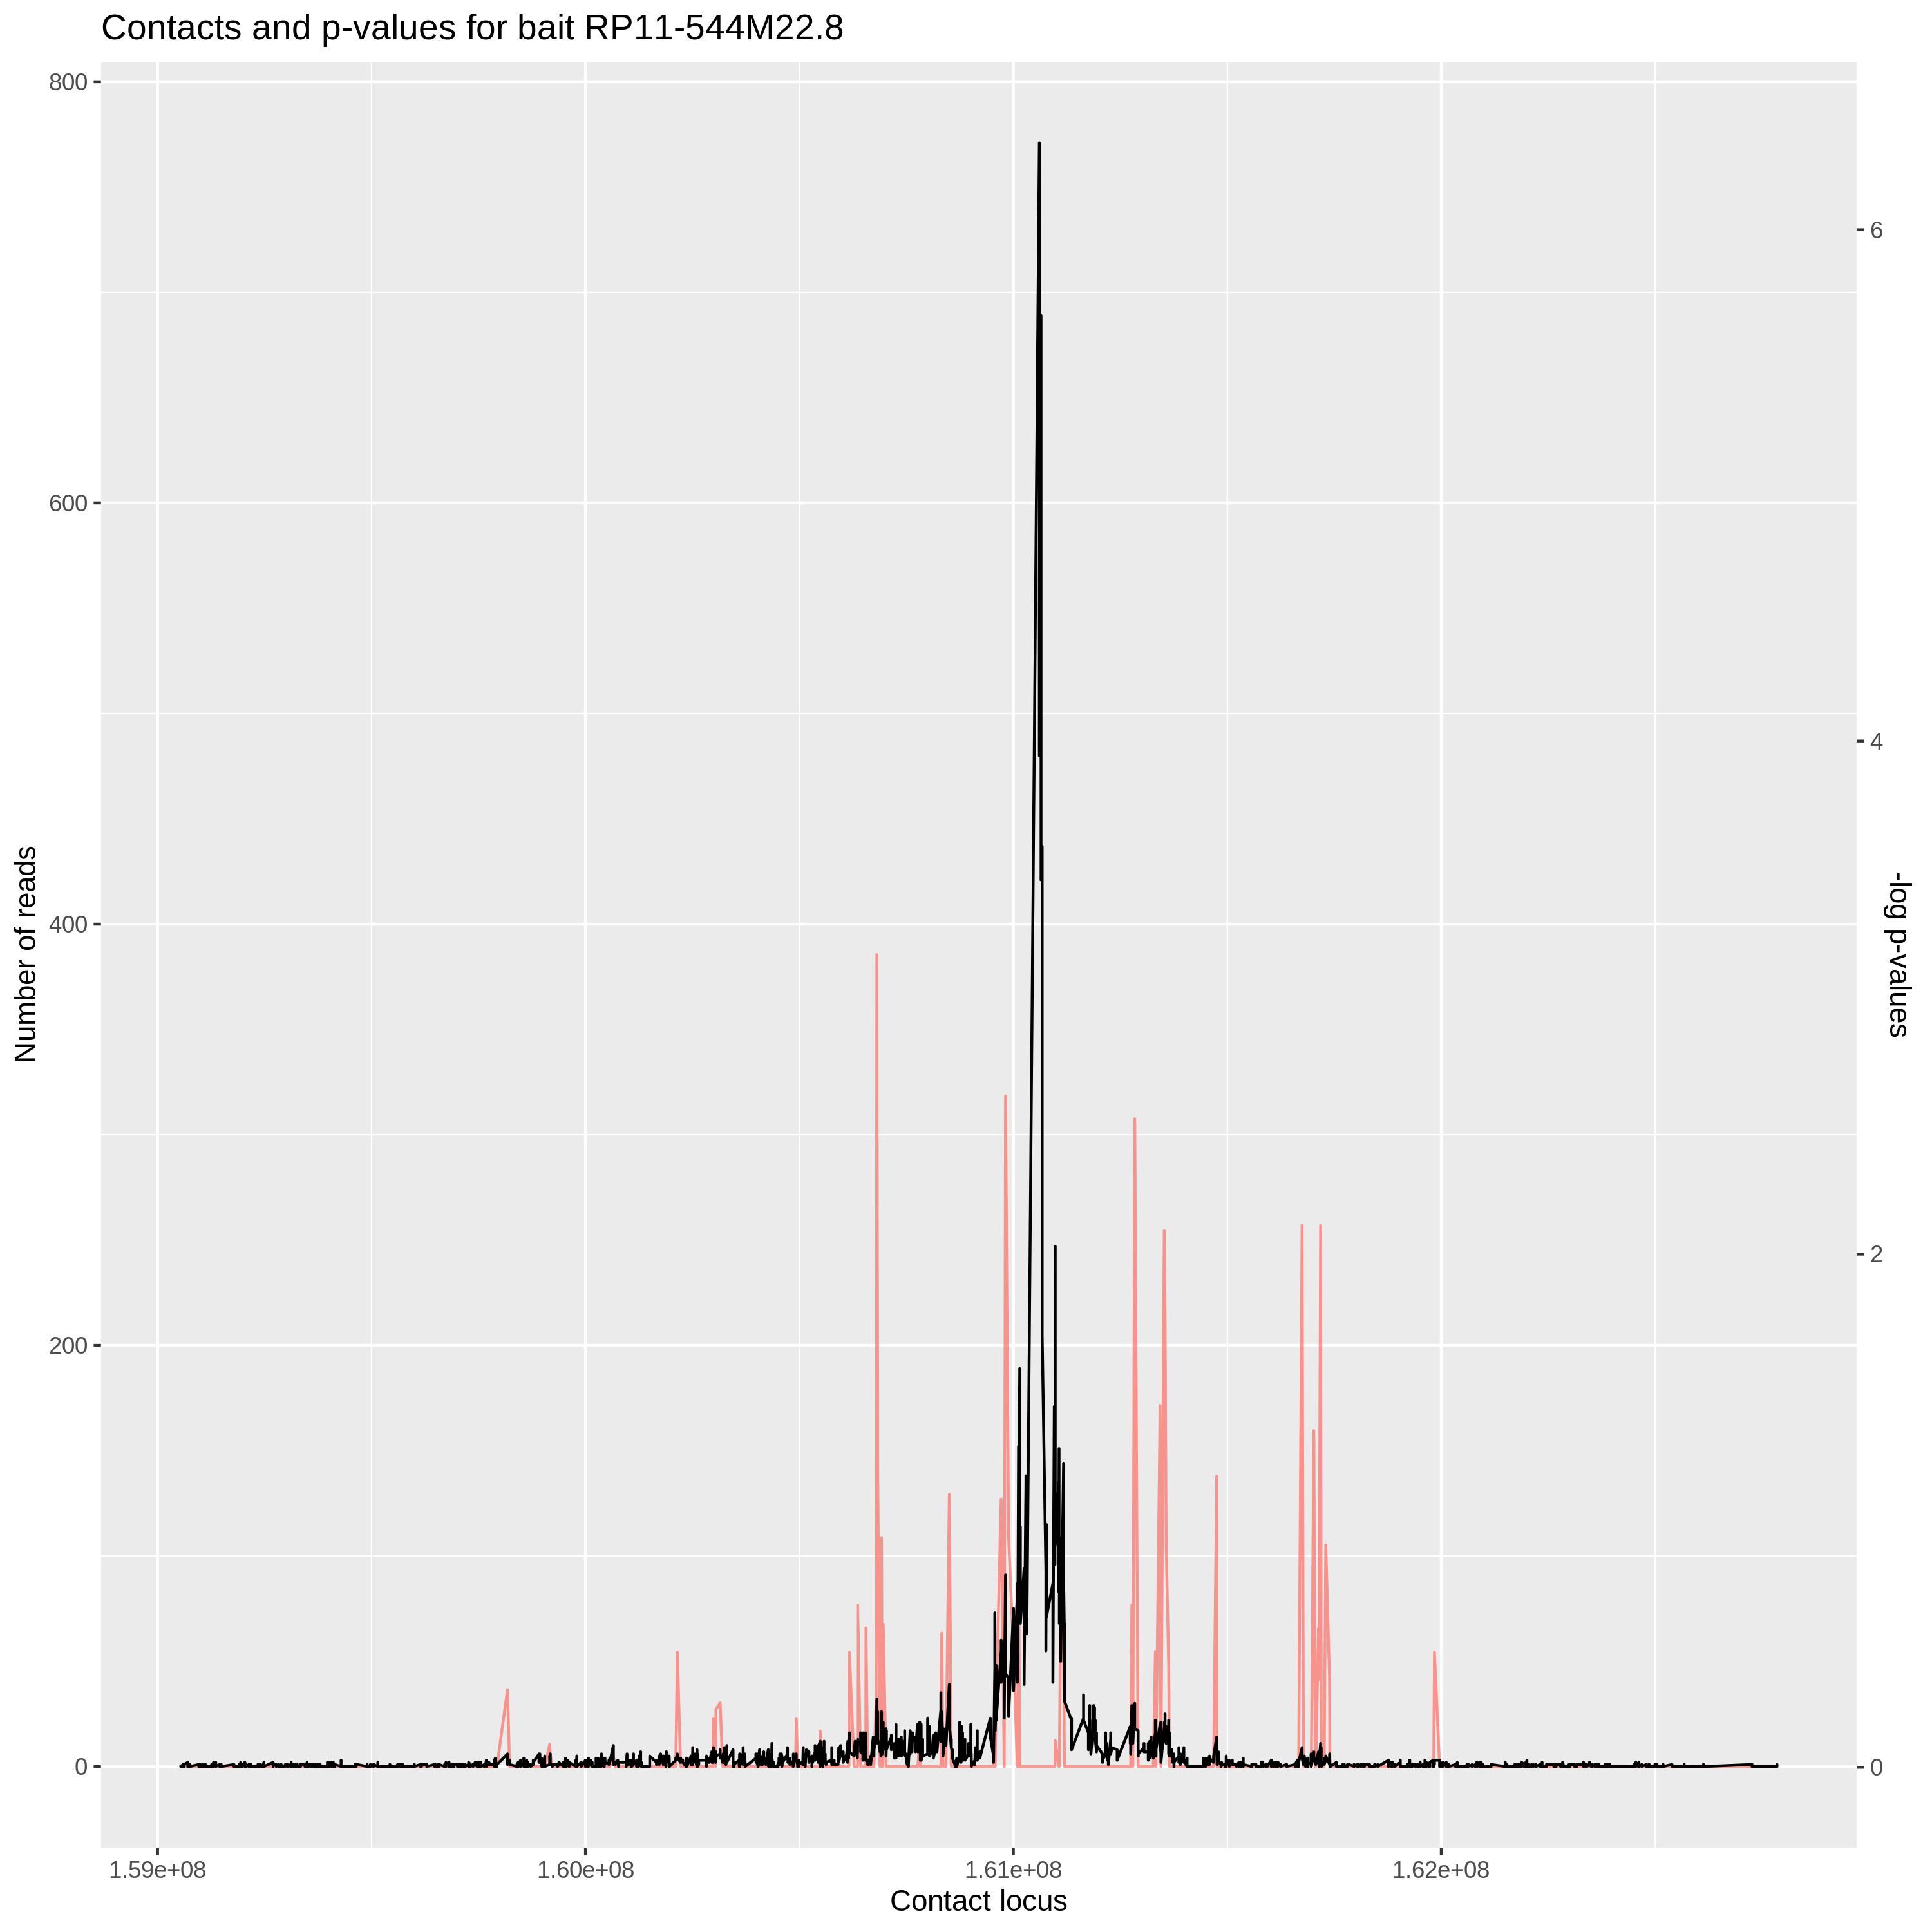 Contacts and p-values for bait RP11-544M22.8
800
600
400
200
0
6
4
2
0
Number of reads
-log p-values
1.59e+08
1.60e+08
1.61e+08
1.62e+08
Contact locus